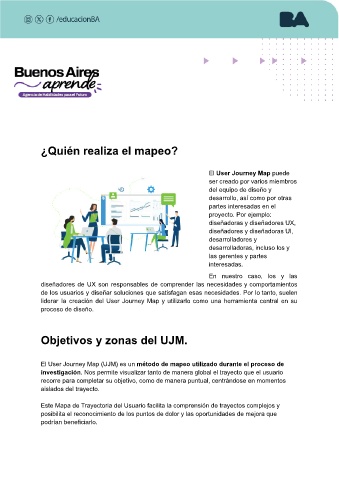 /educacionBA
BA
Buenos Aires
aprende
Agencia de Habilidades para el Futuro
¿Quién realiza el mapeo?
El User Journey Map puede
ser creado por varios miembros
del equipo de diseño y
desarrollo, así como por otras
partes interesadas en el
proyecto. Por ejemplo:
diseñadoras y diseñadores UX,
diseñadores y diseñadoras UI,
desarrolladores y
desarrolladoras, incluso los y
las gerentes y partes
interesadas.
En nuestro caso, los y las
diseñadores de UX son responsables de comprender las necesidades y comportamientos
de los usuarios y diseñar soluciones que satisfagan esas necesidades. Por lo tanto, suelen
liderar la creación del User Journey Map y utilizarlo como una herramienta central en su
proceso de diseño.
Objetivos y zonas del UJM.
El User Journey Map (UJM) es un método de mapeo utilizado durante el proceso de
investigación. Nos permite visualizar tanto de manera global el trayecto que el usuario
recorre para completar su objetivo, como de manera puntual, centrándose en momentos
aislados del trayecto.
Este Mapa de Trayectoria del Usuario facilita la comprensión de trayectos complejos y
posibilita el reconocimiento de los puntos de dolor y las oportunidades de mejora que
podrían beneficiarlo.